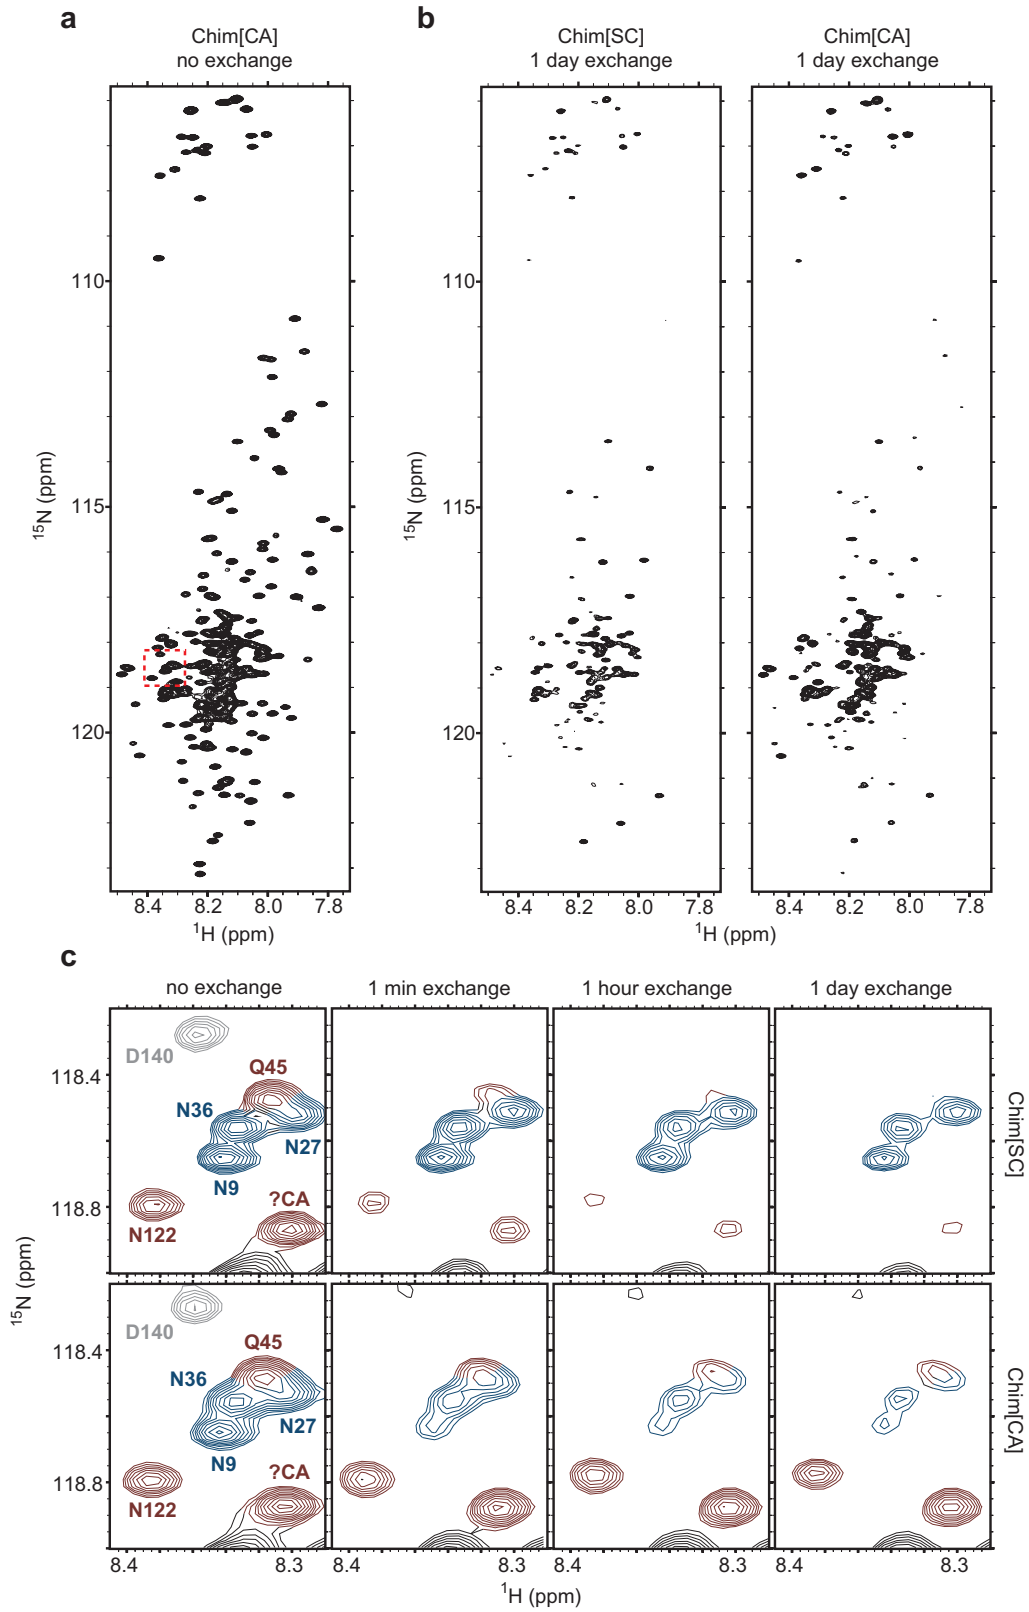 a
b
Chim[CA]
no exchange
Chim[SC]
1 day exchange
Chim[CA]
1 day exchange
15N (ppm)
110
115
120
8.4 8.2 8.0 7.8
1H (ppm)
15N (ppm)
110
115
120
8.4 8.2 8.0
8.4 8.2 8.0 7.8
1H (ppm)
c
no exchange
1 min exchange
1 hour exchange
1 day exchange
118.4
118.8
D140
Q45
N36
N27
N9
?CA
N122
Chim[SC]
15N (ppm)
118.4
118.8
D140
Q45
N36
N27
N9
?CA
N122
Chim[CA]
8.4 8.3
8.4 8.3
8.4 8.3
8.4 8.3
1H (ppm)